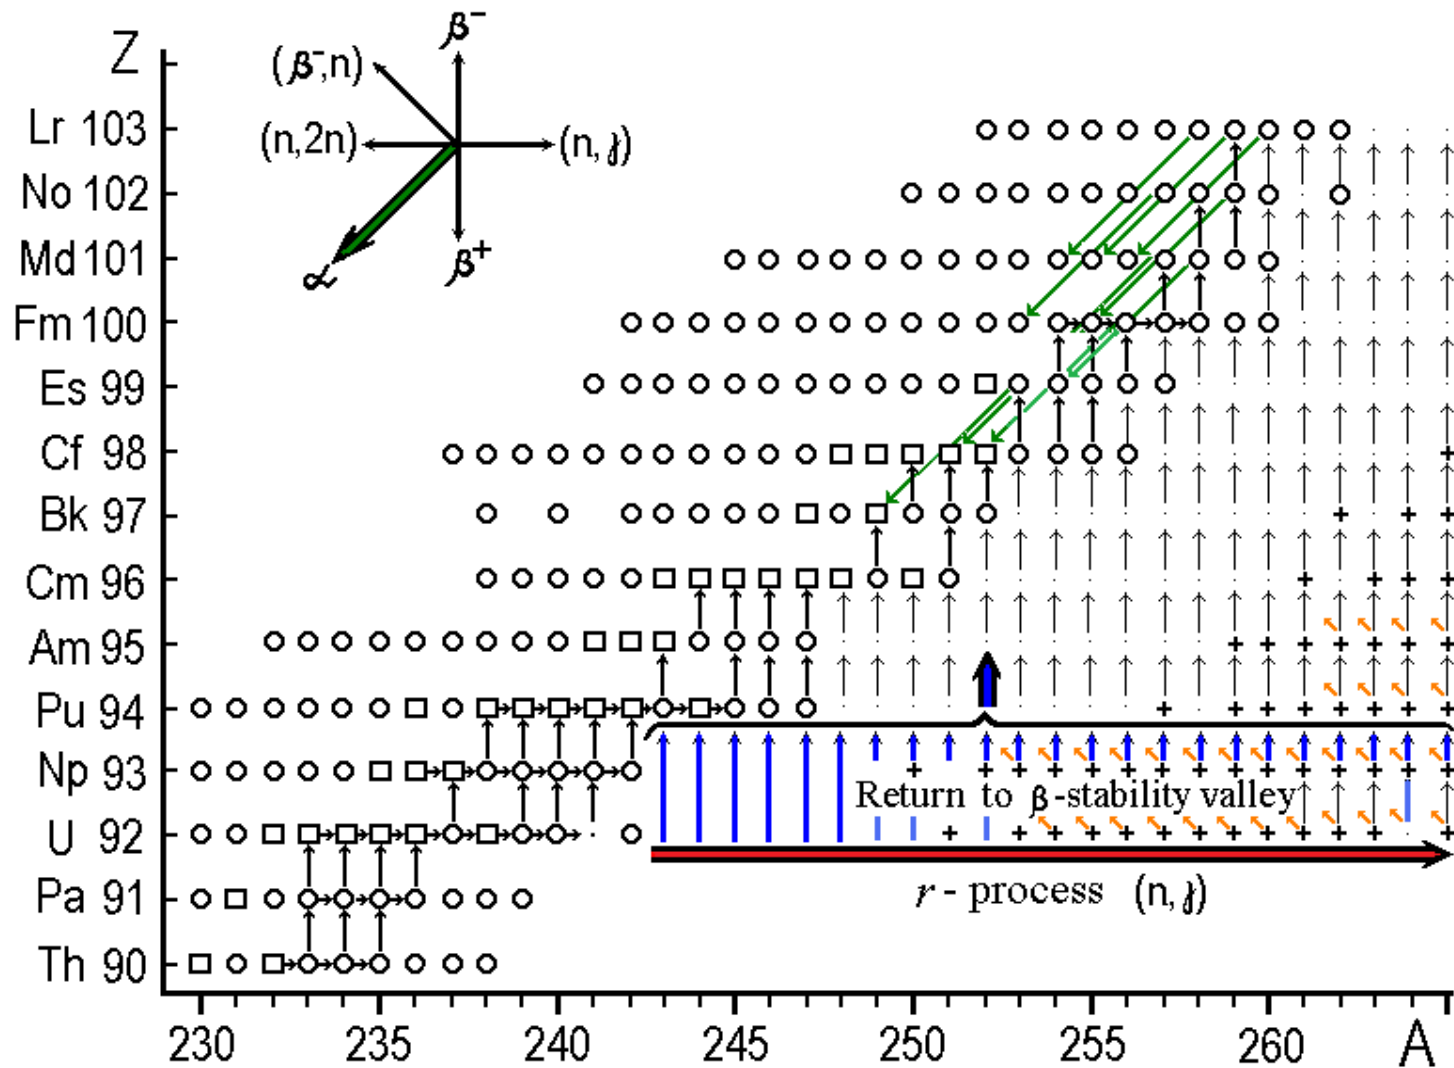 Z
β⁻
(β⁻,n)
(n,2n)
(n,γ)
α
β⁺
Lr 103
No 102
Md 101
Fm 100
Es 99
Cf 98
Bk 97
Cm 96
Am 95
Pu 94
Np 93
Return to β-stability valley
U 92
r - process (n,γ)
Pa 91
Th 90
230 235 240 245 250 255 260 A